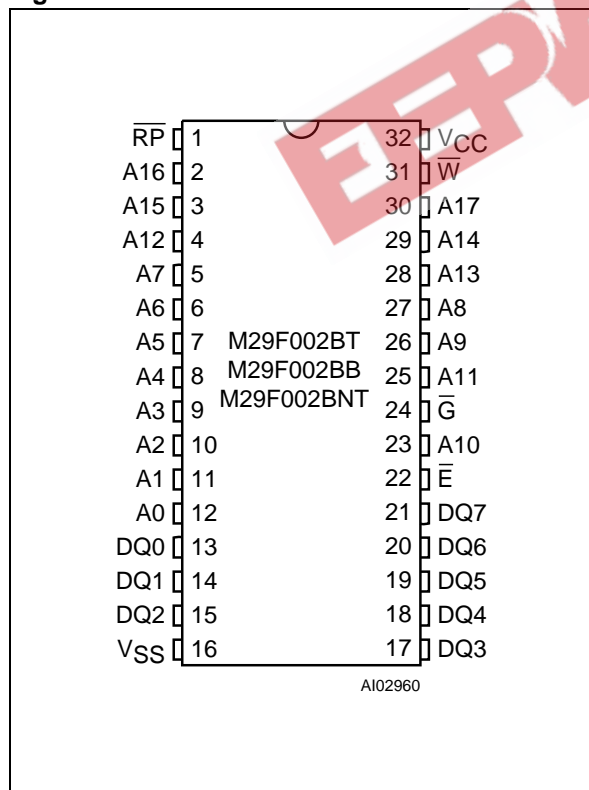 R̅P̅ 1 32 VCC
A16 2 31 W̅
A15 3 30 A17
A12 4 29 A14
A7 5 28 A13
A6 6 27 A8
A5 7 M29F002BT 26 A9
A4 8 M29F002BB 25 A11
A3 9 M29F002BNT 24 G̅
A2 10 23 A10
A1 11 22 E̅
A0 12 21 DQ7
DQ0 13 20 DQ6
DQ1 14 19 DQ5
DQ2 15 18 DQ4
VSS 16 17 DQ3
AI02960